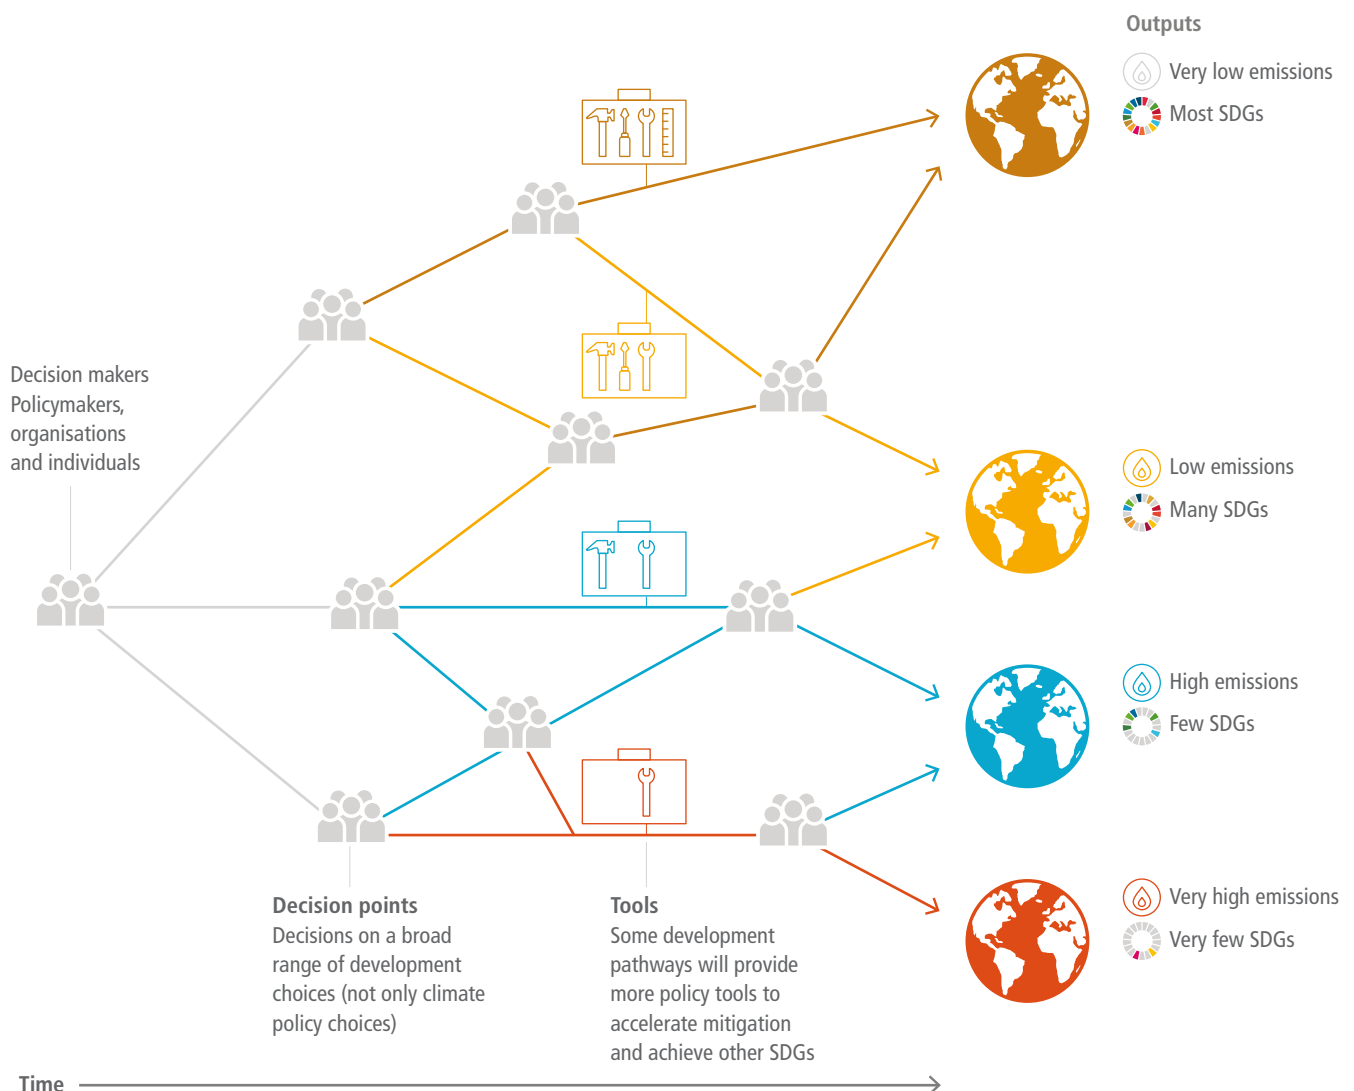 Outputs
Very low emissions
Most SDGs
Decision makers
Policymakers,
organisations
and individuals
Low emissions
Many SDGs
High emissions
Few SDGs
Very high emissions
Very few SDGs
Decision points
Decisions on a broad
range of development
choices (not only climate
policy choices)
Tools
Some development
pathways will provide
more policy tools to
accelerate mitigation
and achieve other SDGs
Time